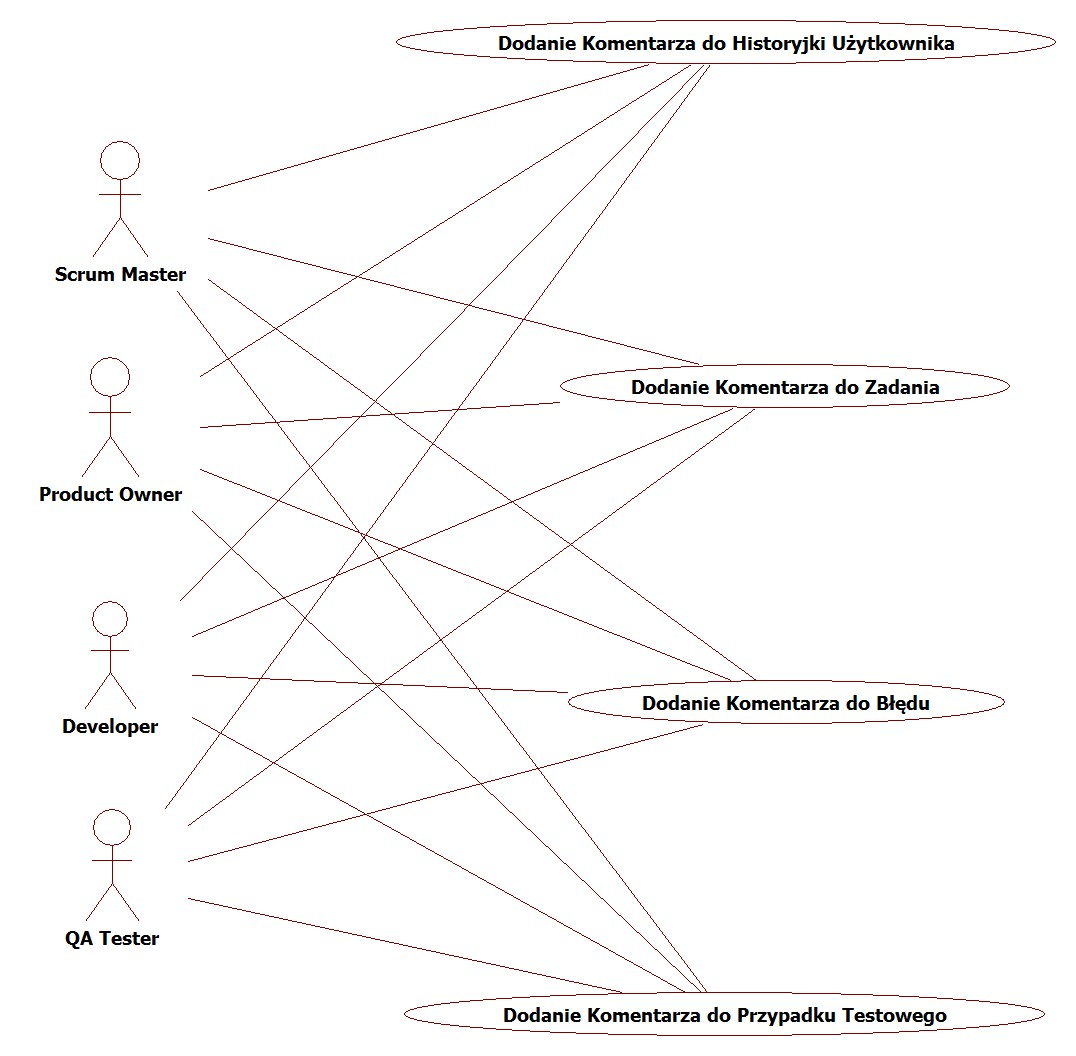 Dodanie Komentarza do Historyjki Użytkownika
Scrum Master
Dodanie Komentarza do Zadania
Product Owner
Dodanie Komentarza do Błędu
Developer
QA Tester
Dodanie Komentarza do Przypadku Testowego